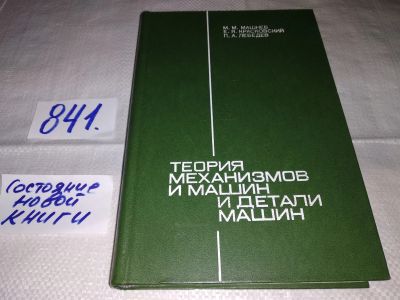 841.
Состояние
новой
книги
М. М. МАШНЕВ
Е. Я. КРАСКОВСКИЙ
П. А. ЛЕБЕДЕВ
ТЕОРИЯ
МЕХАНИЗМОВ
И МАШИН
И ДЕТАЛИ
МАШИН